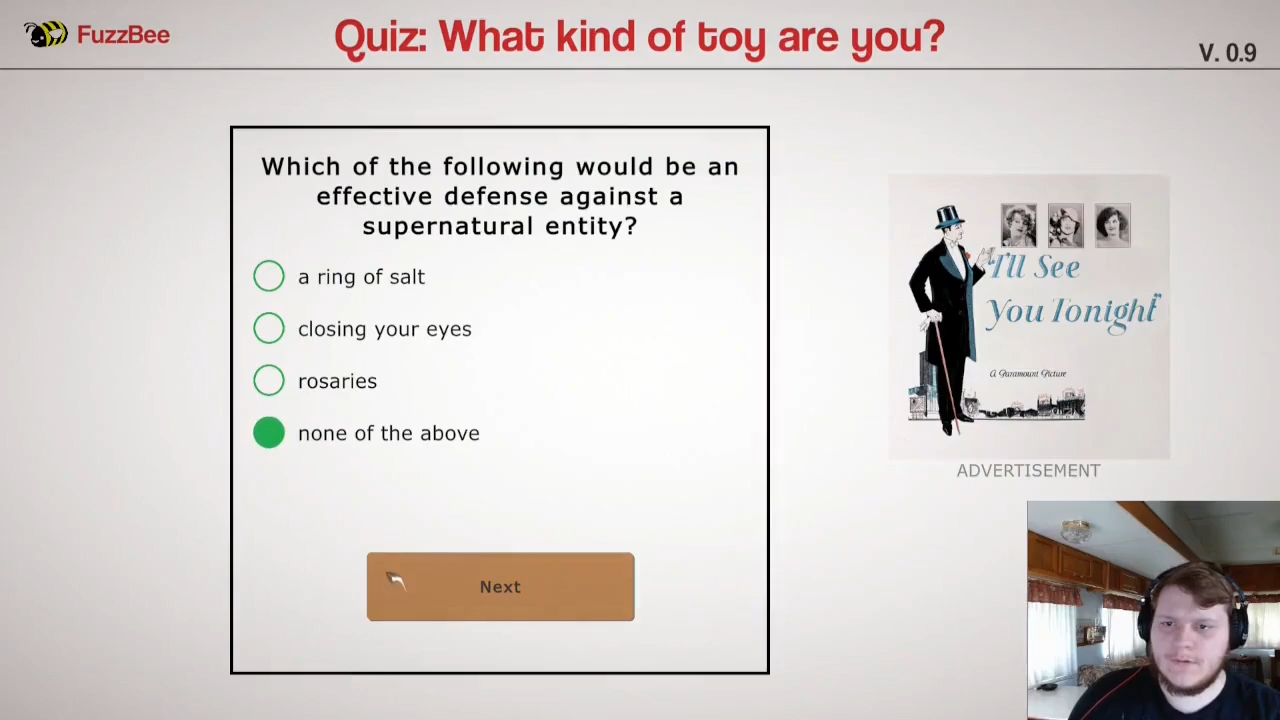 FuzzBee
Quiz: What kind of toy are you?
V. 0.9
Which of the following would be an
effective defense against a
supernatural entity?
a ring of salt
closing your eyes
rosaries
none of the above
Next
"I'll See
You Tonight"
A Paramount Picture
ADVERTISEMENT